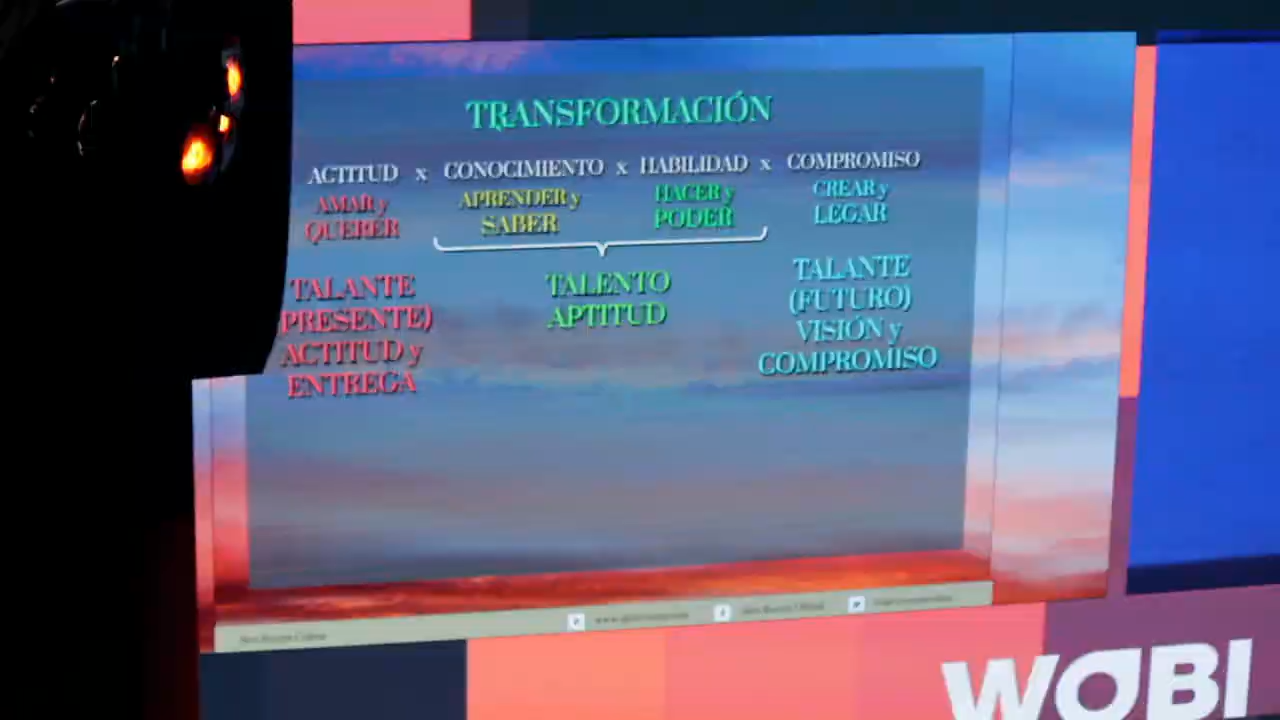 TRANSFORMACIÓN
ACTITUD x CONOCIMIENTO x HABILIDAD x COMPROMISO
AMAR y APRENDER y HACER y CREAR y
QUERER SABER PODER LEGAR
TALANTE TALENTO TALANTE
PRESENTE) APTITUD (FUTURO)
ACTITUD y VISIÓN y
ENTREGA COMPROMISO
WOBI